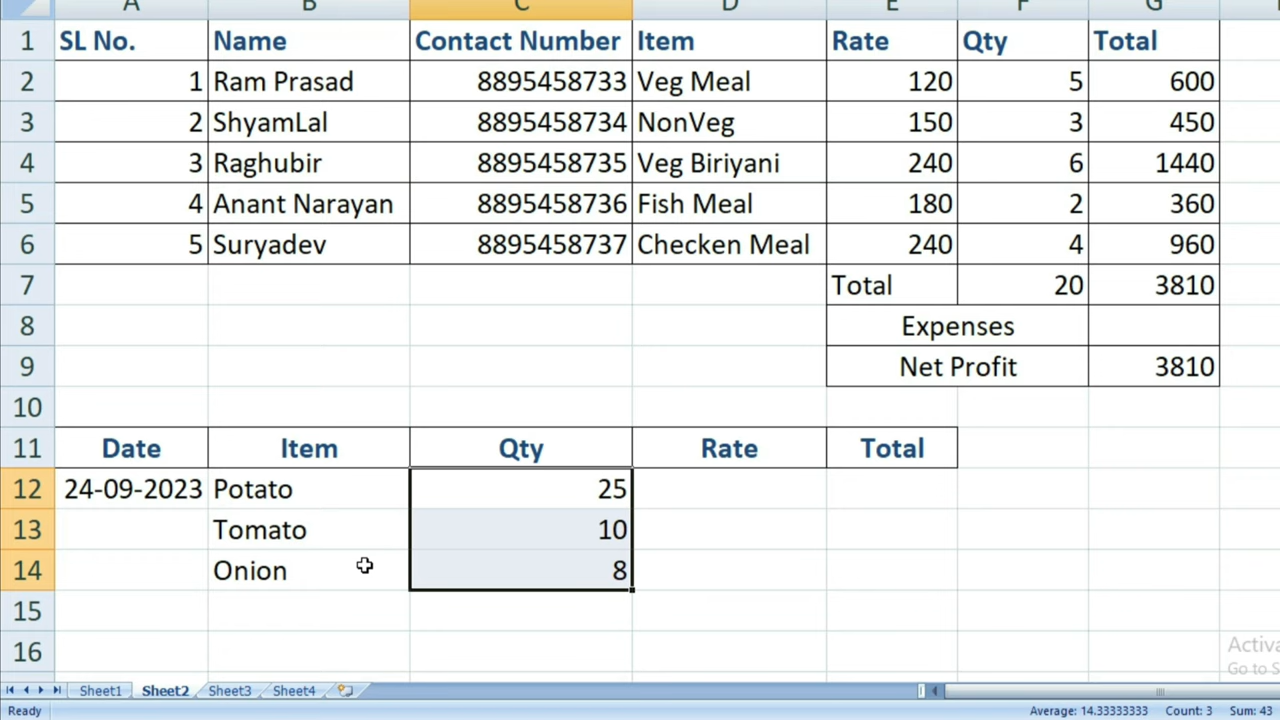 A B C D E F G
1 SL No. Name Contact Number Item Rate Qty Total
2 1 Ram Prasad 8895458733 Veg Meal 120 5 600
3 2 ShyamLal 8895458734 NonVeg 150 3 450
4 3 Raghubir 8895458735 Veg Biriyani 240 6 1440
5 4 Anant Narayan 8895458736 Fish Meal 180 2 360
6 5 Suryadev 8895458737 Checken Meal 240 4 960
7 Total 20 3810
8 Expenses
9 Net Profit 3810
10
11 Date Item Qty Rate Total
12 24-09-2023 Potato 25
13 Tomato 10
14 Onion 8
15
16
Activa
Go to S
Sheet1 Sheet2 Sheet3 Sheet4
Ready Average: 14.33333333 Count: 3 Sum: 43